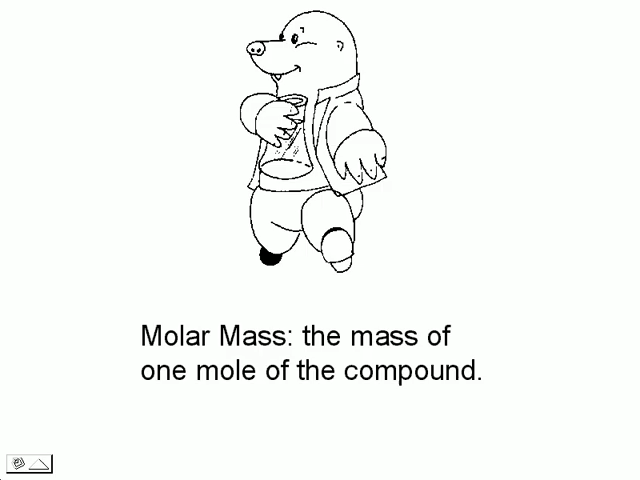 Molar Mass: the mass of
one mole of the compound.